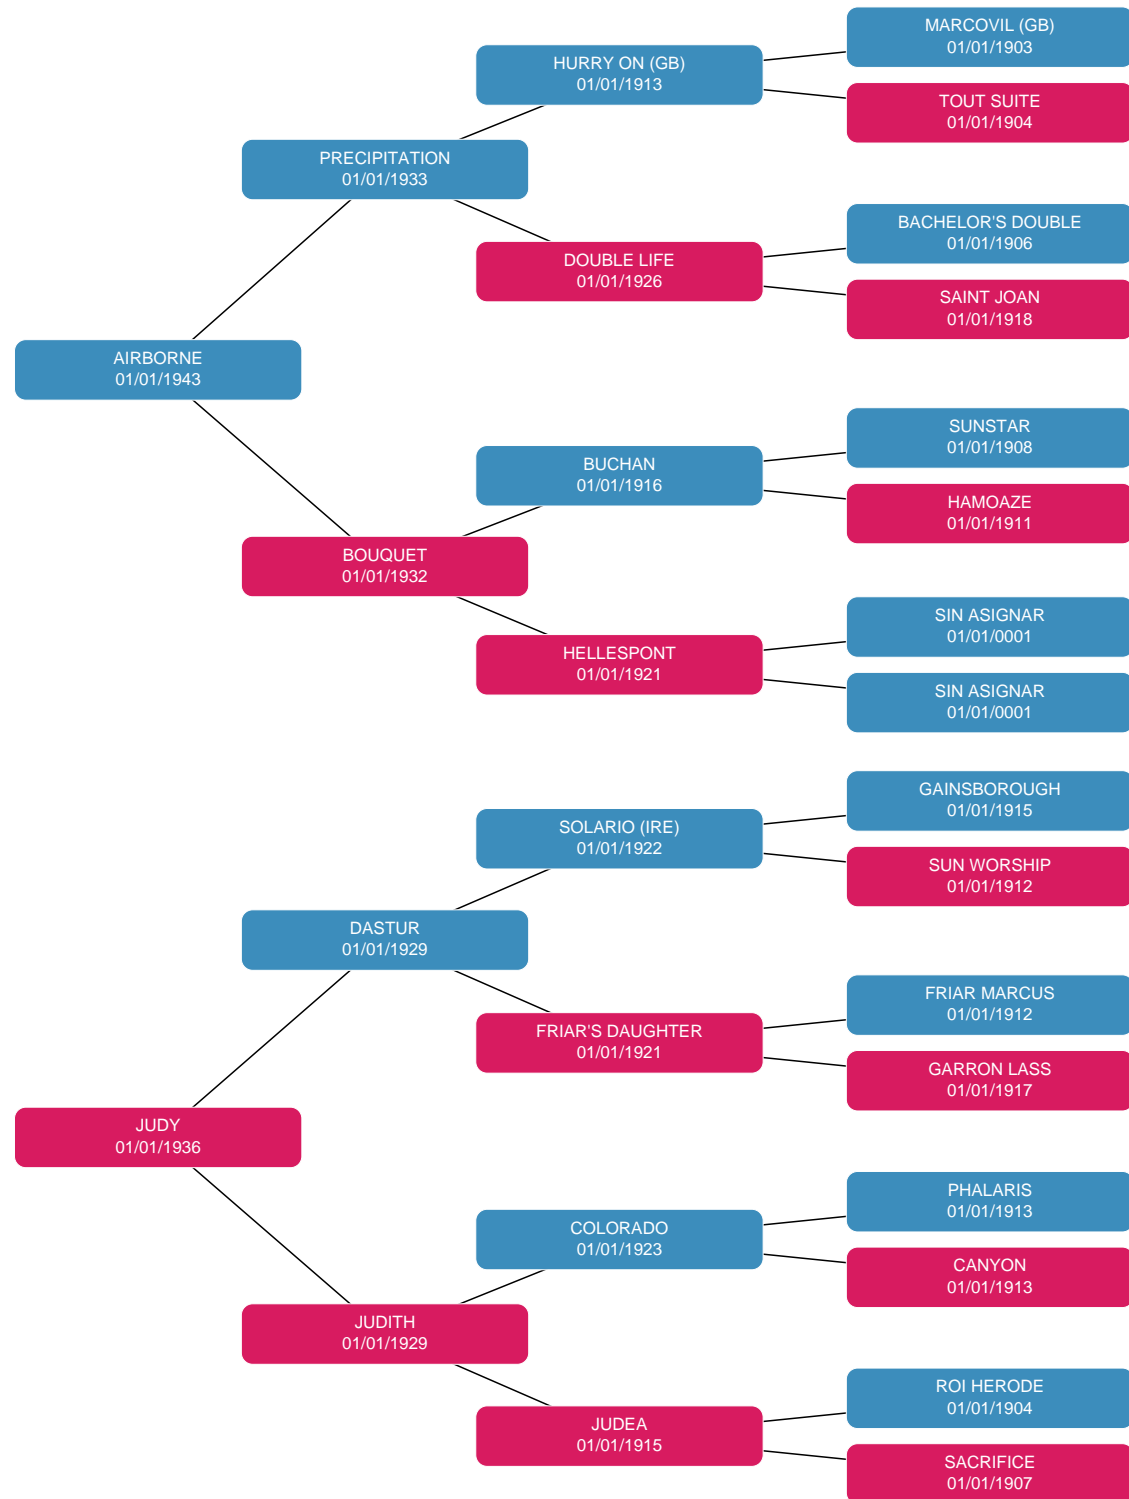 MARCOVIL (GB)
01/01/1903
HURRY ON (GB)
01/01/1913
TOUT SUITE
01/01/1904
PRECIPITATION
01/01/1933
BACHELOR'S DOUBLE
01/01/1906
DOUBLE LIFE
01/01/1926
SAINT JOAN
01/01/1918
AIRBORNE
01/01/1943
SUNSTAR
01/01/1908
BUCHAN
01/01/1916
HAMOAZE
01/01/1911
BOUQUET
01/01/1932
SIN ASIGNAR
01/01/0001
HELLESPONT
01/01/1921
SIN ASIGNAR
01/01/0001
GAINSBOROUGH
01/01/1915
SOLARIO (IRE)
01/01/1922
SUN WORSHIP
01/01/1912
DASTUR
01/01/1929
FRIAR MARCUS
01/01/1912
FRIAR'S DAUGHTER
01/01/1921
GARRON LASS
01/01/1917
JUDY
01/01/1936
PHALARIS
01/01/1913
COLORADO
01/01/1923
CANYON
01/01/1913
JUDITH
01/01/1929
ROI HERODE
01/01/1904
JUDEA
01/01/1915
SACRIFICE
01/01/1907